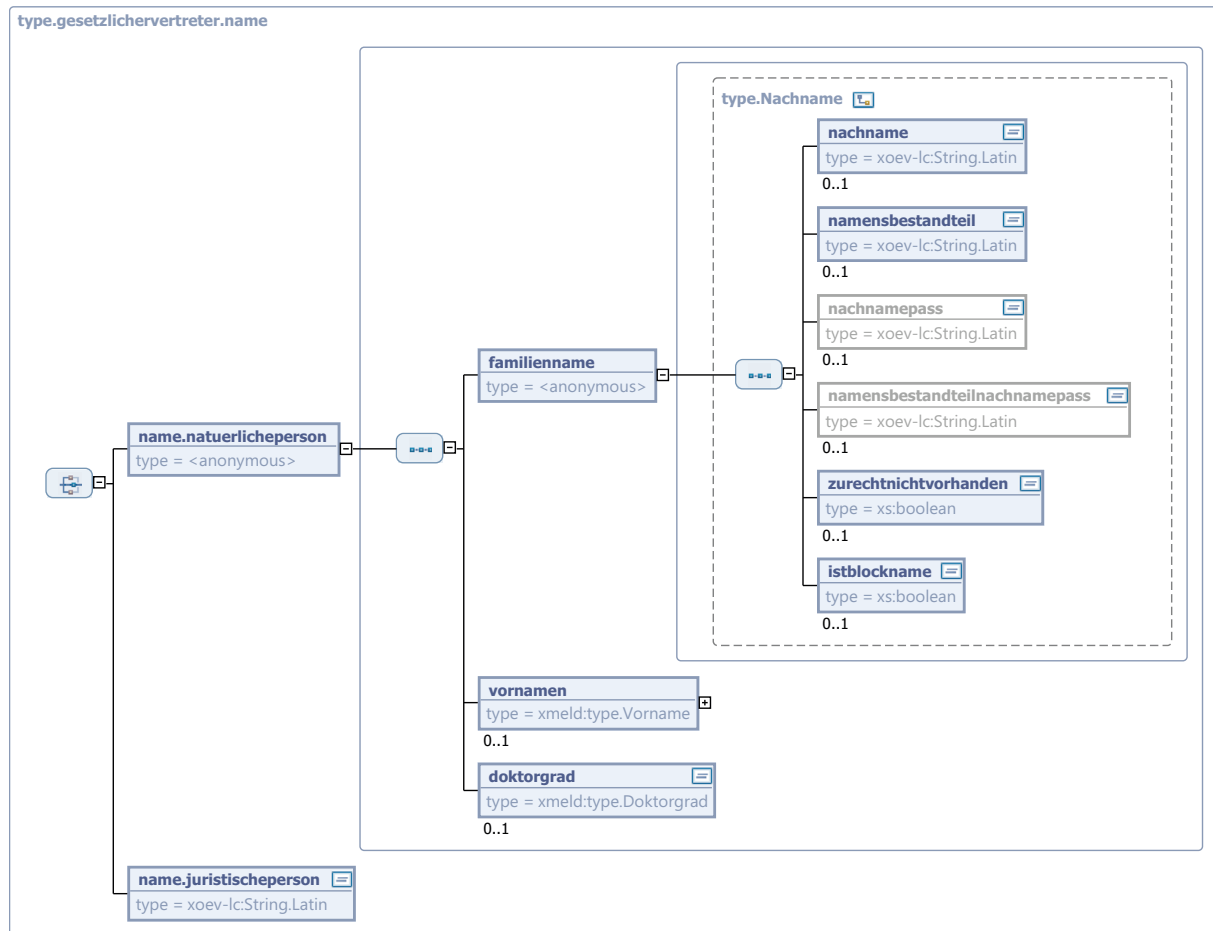 type.gesetzlichervertreter.name
type.Nachname
nachname
type = xoev-lc:String.Latin
0..1
namensbestandteil
type = xoev-lc:String.Latin
0..1
nachnamepass
type = xoev-lc:String.Latin
0..1
familienname
type = <anonymous>
namensbestandteilnachnamepass
type = xoev-lc:String.Latin
0..1
name.natuerlicheperson
type = <anonymous>
zurechtnichtvorhanden
type = xs:boolean
0..1
istblockname
type = xs:boolean
0..1
vornamen
type = xmeld:type.Vorname
0..1
doktorgrad
type = xmeld:type.Doktorgrad
0..1
name.juristischeperson
type = xoev-lc:String.Latin